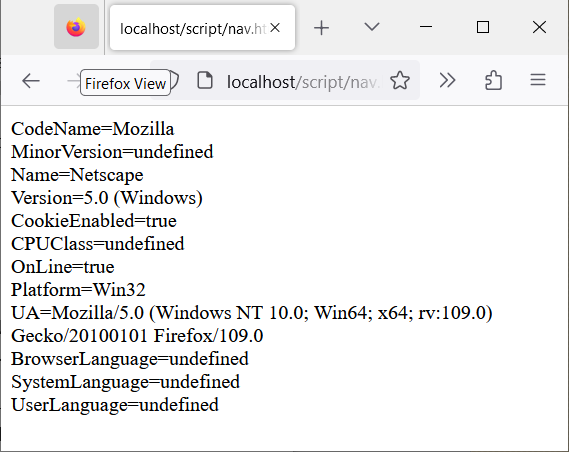 localhost/script/nav.ht
Firefox View
localhost/script/nav.
CodeName=Mozilla
MinorVersion=undefined
Name=Netscape
Version=5.0 (Windows)
CookieEnabled=true
CPUClass=undefined
OnLine=true
Platform=Win32
UA=Mozilla/5.0 (Windows NT 10.0; Win64; x64; rv:109.0)
Gecko/20100101 Firefox/109.0
BrowserLanguage=undefined
SystemLanguage=undefined
UserLanguage=undefined